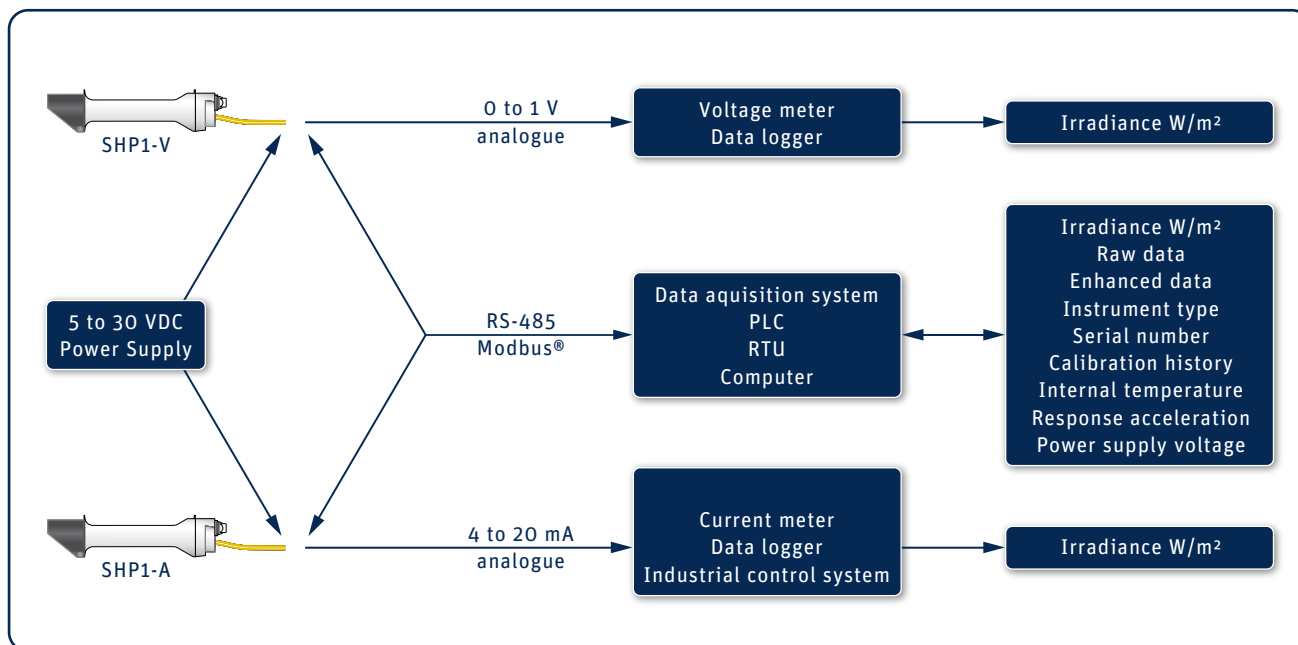 SHP1-V
0 to 1 V
analogue
Voltage meter
Data logger
Irradiance W/m²
5 to 30 VDC
Power Supply
RS-485
Modbus®
Data aquisition system
PLC
RTU
Computer
Irradiance W/m²
Raw data
Enhanced data
Instrument type
Serial number
Calibration history
Internal temperature
Response acceleration
Power supply voltage
SHP1-A
4 to 20 mA
analogue
Current meter
Data logger
Industrial control system
Irradiance W/m²